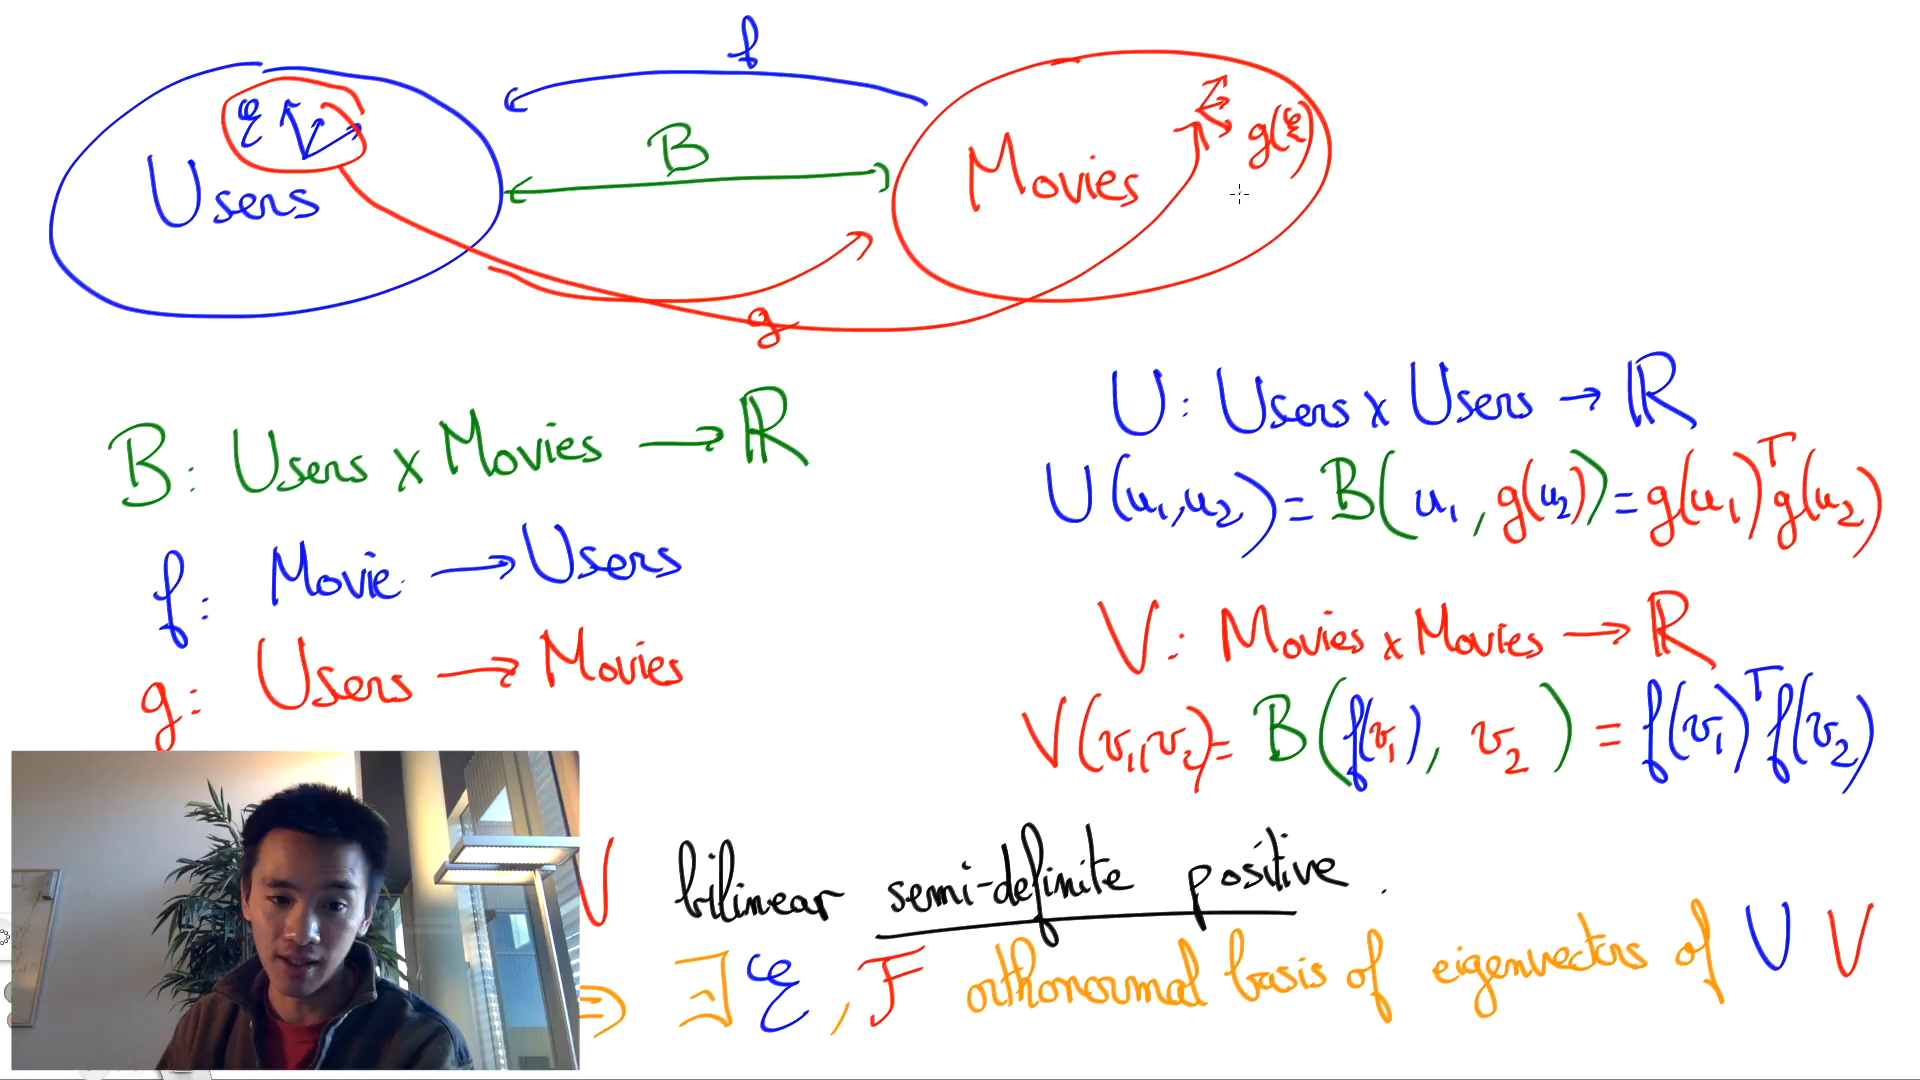 f
ℰ
B
Users
Movies
g(ℰ)
g
B: Users x Movies → ℝ
f: Movie → Users
g: Users → Movies
U: Users x Users → ℝ
U(u₁,u₂) = B(u₁, g(u₂)) = g(u₁)ᵀg(u₂)
V: Movies x Movies → ℝ
V(v₁,v₂) = B(f(v₁), v₂) = f(v₁)ᵀf(v₂)
V bilinear semi-definite positive.
⇒ ∃ ℰ, F orthonormal basis of eigenvectors of U V